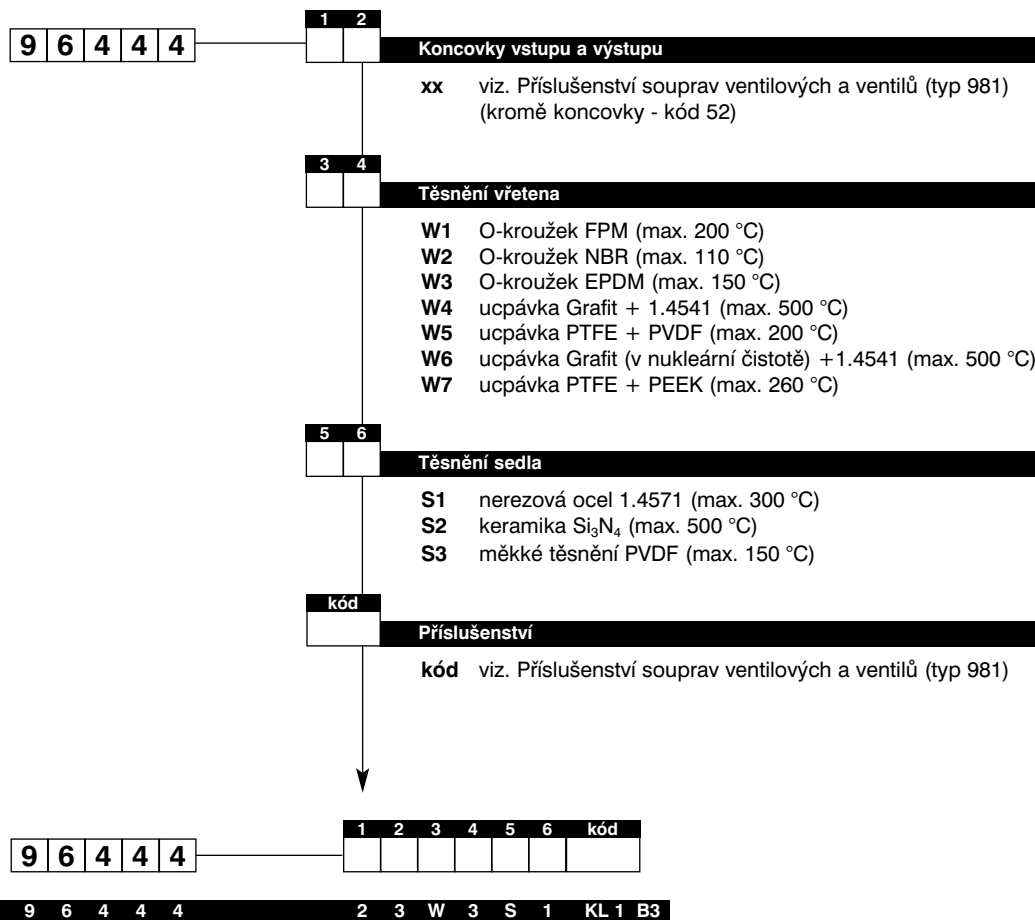 1 2
9 6 4 4 4
Koncovky vstupu a výstupu
xx viz. Příslušenství souprav ventilových a ventilů (typ 981)
(kromě koncovky - kód 52)
3 4
Těsnění vřetena
W1 O-kroužek FPM (max. 200 °C)
W2 O-kroužek NBR (max. 110 °C)
W3 O-kroužek EPDM (max. 150 °C)
W4 ucpávka Grafit + 1.4541 (max. 500 °C)
W5 ucpávka PTFE + PVDF (max. 200 °C)
W6 ucpávka Grafit (v nukleární čistotě) +1.4541 (max. 500 °C)
W7 ucpávka PTFE + PEEK (max. 260 °C)
5 6
Těsnění sedla
S1 nerezová ocel 1.4571 (max. 300 °C)
S2 keramika Si₃N₄ (max. 500 °C)
S3 měkké těsnění PVDF (max. 150 °C)
kód
Příslušenství
kód viz. Příslušenství souprav ventilových a ventilů (typ 981)
1 2 3 4 5 6 kód
9 6 4 4 4
9 6 4 4 4 2 3 W 3 S 1 KL 1 B3